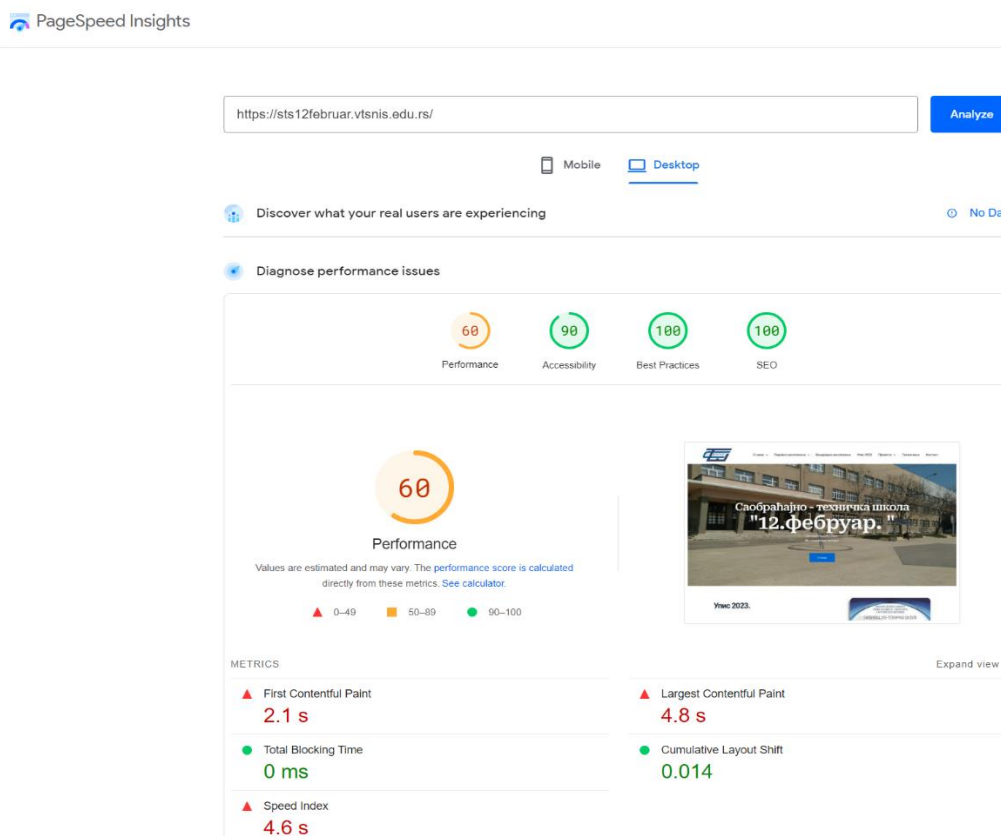 PageSpeed Insights
https://sts12februar.vtsnis.edu.rs/
Analyze
Mobile
Desktop
Discover what your real users are experiencing
No Da
Diagnose performance issues
60
90
100
100
Performance
Accessibility
Best Practices
SEO
60
Performance
Values are estimated and may vary. The performance score is calculated
directly from these metrics. See calculator.
0–49
50–89
90–100
Саобраћајно - техничка школа
"12.фебруар. "
Упис 2023.
METRICS
Expand view
First Contentful Paint
2.1 s
Largest Contentful Paint
4.8 s
Total Blocking Time
0 ms
Cumulative Layout Shift
0.014
Speed Index
4.6 s